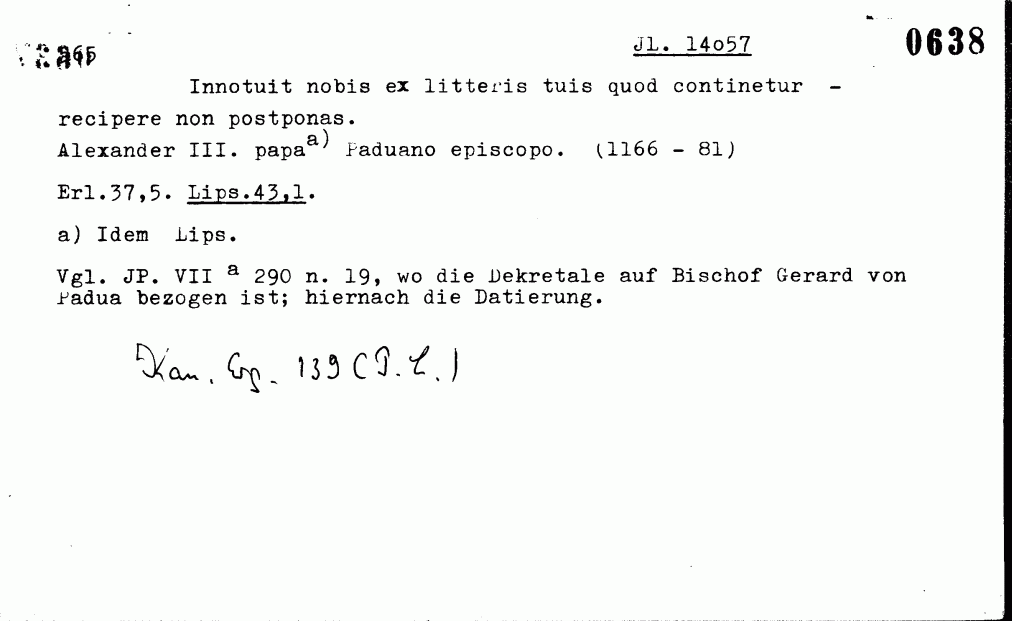 JL. 14o57
0638
Innotuit nobis ex litteris tuis quod continetur -
recipere non postponas.
Alexander III. papa a) Paduano episcopo. (1166 - 81)
Erl.37,5. Lips.43,1.
a) Idem Lips.
Vgl. JP. VII a 290 n. 19, wo die Dekretale auf Bischof Gerard von
Padua bezogen ist; hiernach die Datierung.
Kan. Erg. 139 (P. L.)